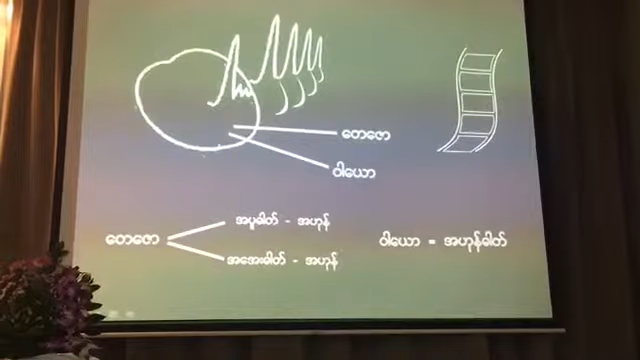 တေဇော
ဝါယော
အပူဓါတ် - အဟုန်
တေဇော
ဝါယော = အဟုန်ဓါတ်
အအေးဓါတ် - အဟုန်